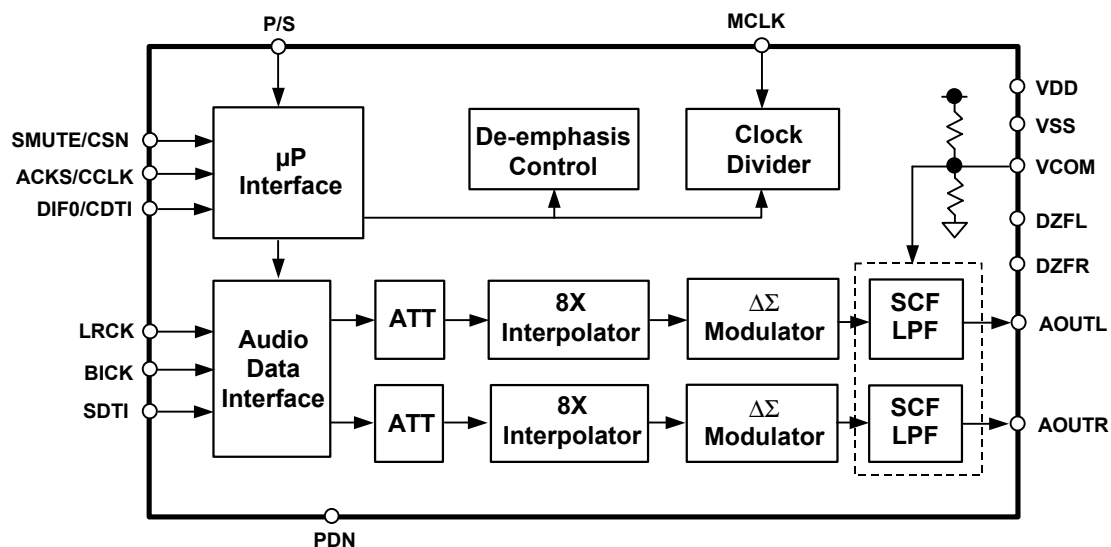 P/S
MCLK
SMUTE/CSN
ACKS/CCLK
DIF0/CDTI
µP
Interface
De-emphasis
Control
Clock
Divider
VDD
VSS
VCOM
DZFL
DZFR
LRCK
BICK
SDTI
Audio
Data
Interface
ATT
8X
Interpolator
ΔΣ
Modulator
SCF
LPF
AOUTL
ATT
8X
Interpolator
ΔΣ
Modulator
SCF
LPF
AOUTR
PDN